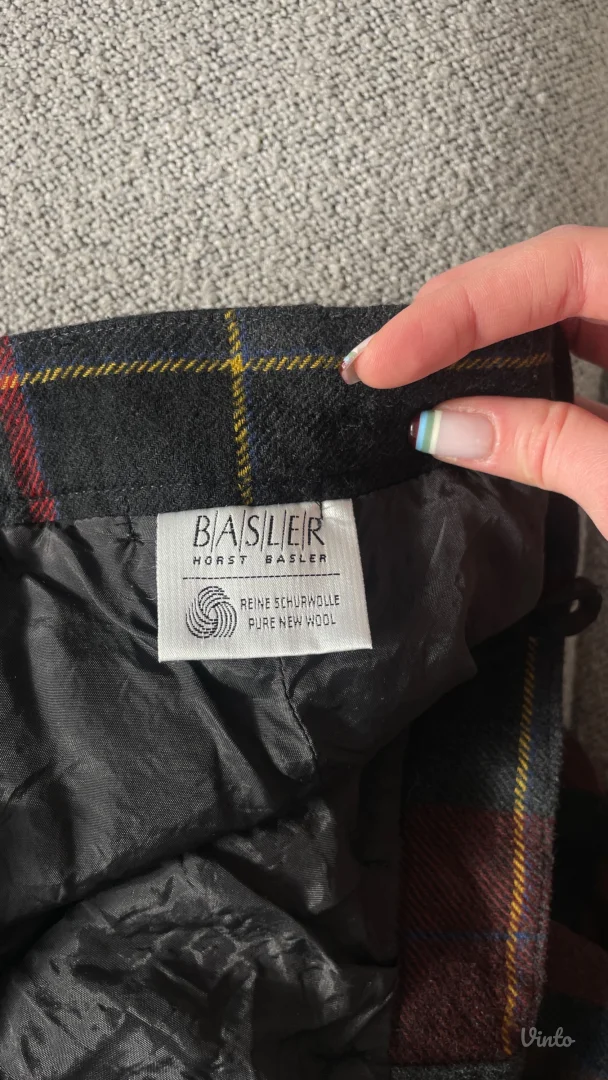 BASLER
HORST BASLER
REINE SCHURWOLLE
PURE NEW WOOL
Vinto